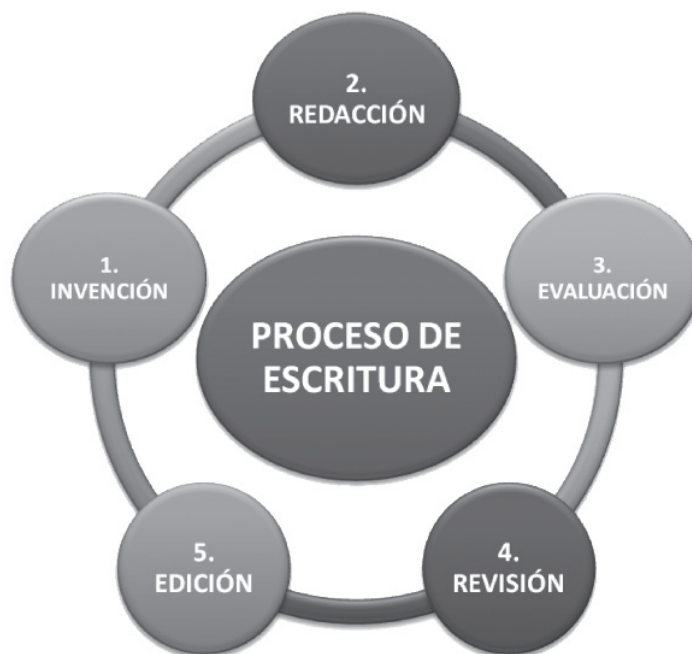 PROCESO DE
ESCRITURA
1.
INVENCIÓN
2.
REDACCIÓN
3.
EVALUACIÓN
4.
REVISIÓN
5.
EDICIÓN